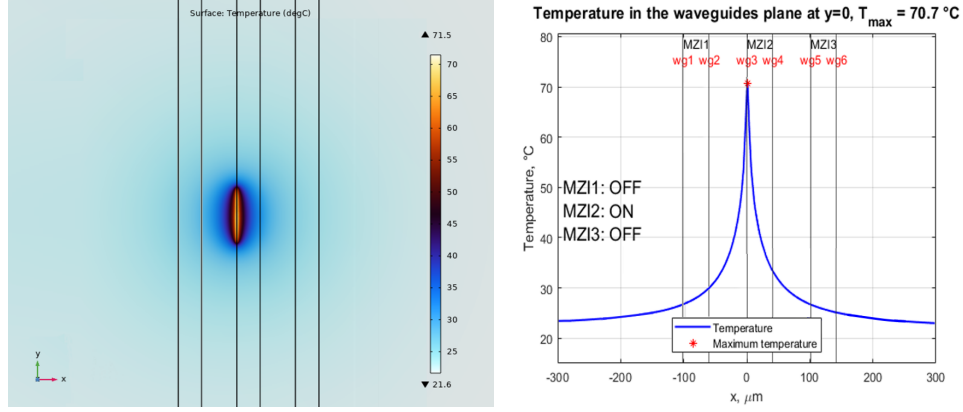 Surface: Temperature (degC)
▲ 71.5
70
65
60
55
50
45
40
35
30
25
▼ 21.6
y
x
Temperature in the waveguides plane at y=0, T_max = 70.7 °C
MZI1 MZI2 MZI3
wg1 wg2 wg3 wg4 wg5 wg6
Temperature, °C
80
70
60
50
40
30
20
MZI1: OFF
MZI2: ON
MZI3: OFF
Temperature
Maximum temperature
-300 -200 -100 0 100 200 300
x, μm